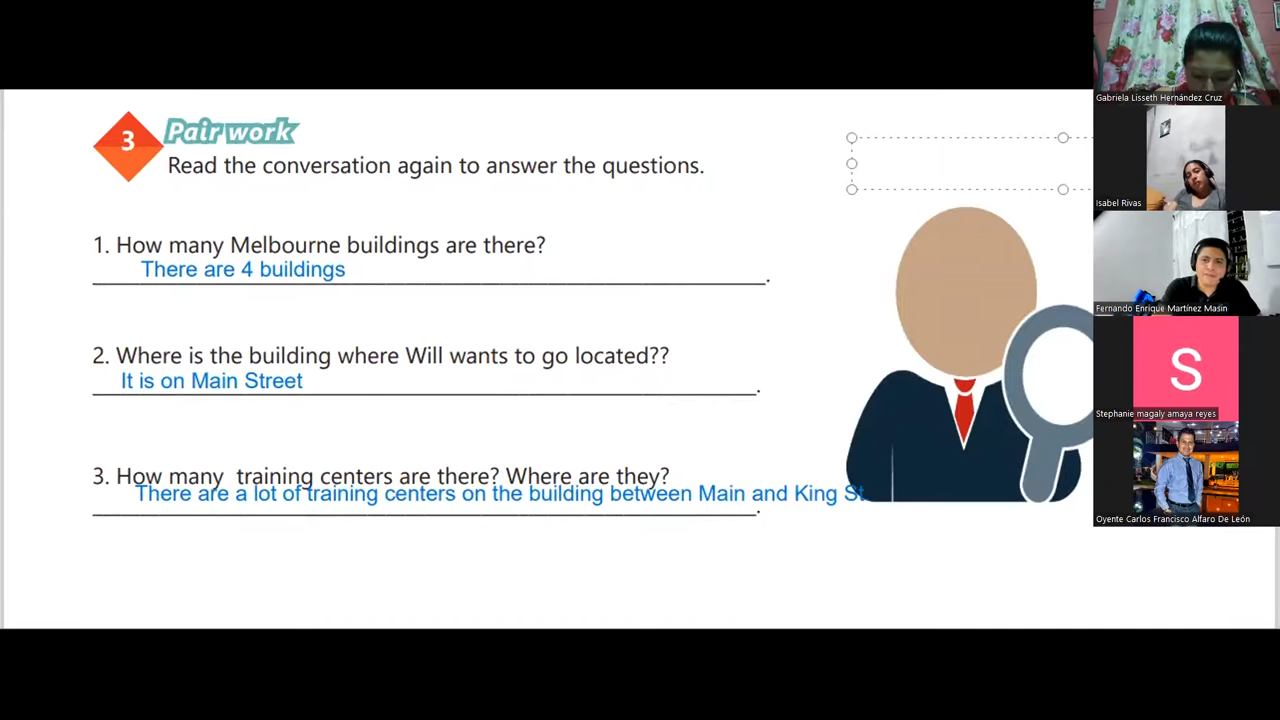 3
Pair work
Read the conversation again to answer the questions.
1. How many Melbourne buildings are there?
There are 4 buildings
2. Where is the building where Will wants to go located??
It is on Main Street
3. How many training centers are there? Where are they?
There are a lot of training centers on the building between Main and King St.
Gabriela Lisseth Hernández Cruz
Isabel Rivas
Fernando Enrique Martínez Masin
S
Stephanie magaly amaya reyes
Oyente Carlos Francisco Alfaro De León